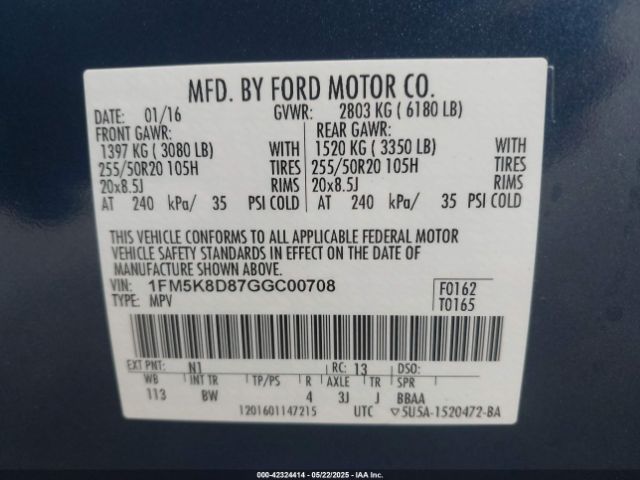 MFD. BY FORD MOTOR CO.
DATE: 01/16 GVWR: 2803 KG ( 6180 LB)
FRONT GAWR: REAR GAWR:
1397 KG ( 3080 LB) WITH 1520 KG ( 3350 LB) WITH
255/50R20 105H TIRES 255/50R20 105H TIRES
20x8.5J RIMS 20x8.5J RIMS
AT 240 kPa/ 35 PSI COLD AT 240 kPa/ 35 PSI COLD
THIS VEHICLE CONFORMS TO ALL APPLICABLE FEDERAL MOTOR
VEHICLE SAFETY STANDARDS IN EFFECT ON THE DATE OF
MANUFACTURE SHOWN ABOVE.
VIN: 1FM5K8D87GGC00708 F0162
TYPE: MPV T0165
EXT PNT: N1 RC: 13 DSO:
WB INT TR TP/PS R AXLE TR SPR
113 BW 4 3J J BBAA
1201601147215 UTC ▽5U5A-1520472-BA
000-42324414 - 05/22/2025 - IAA Inc.